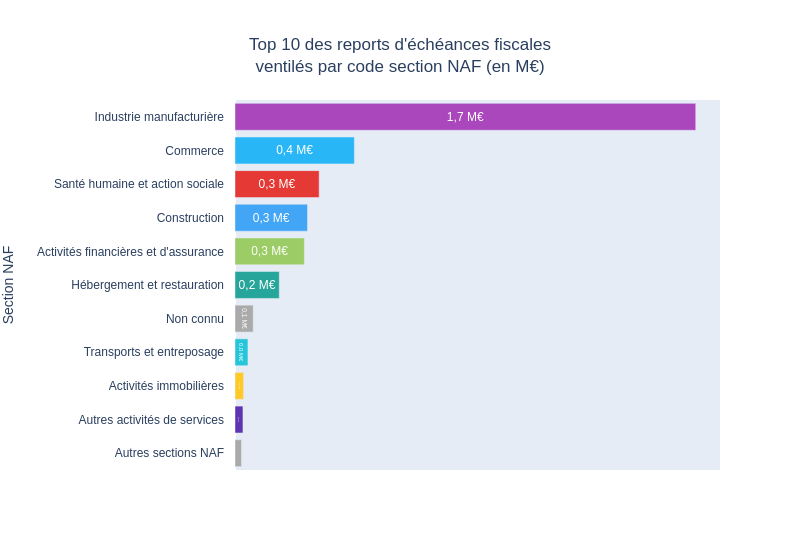 Top 10 des reports d'échéances fiscales
ventilés par code section NAF (en M€)
Section NAF
Industrie manufacturière 1,7 M€
Commerce 0,4 M€
Santé humaine et action sociale 0,3 M€
Construction 0,3 M€
Activités financières et d'assurance 0,3 M€
Hébergement et restauration 0,2 M€
Non connu 0,1 M€
Transports et entreposage 0,0 M€
Activités immobilières
Autres activités de services
Autres sections NAF